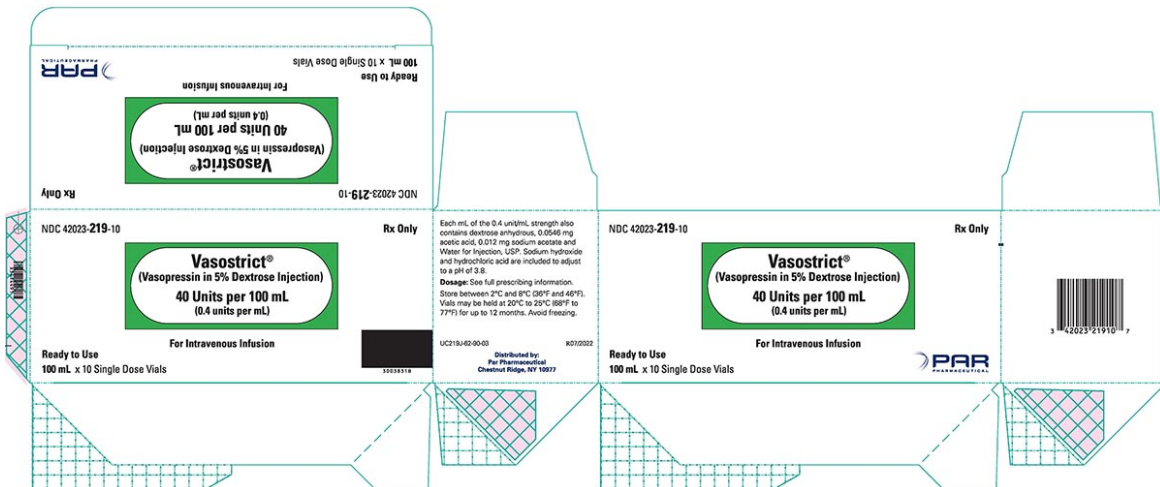 PAR
PHARMACEUTICAL
100 mL x 10 Single Dose Vials
Ready to Use
For Intravenous Infusion
(0.4 units per mL)
40 Units per 100 mL
(Vasopressin in 5% Dextrose Injection)
Vasostrict®
Rx Only
NDC 42023-219-10
NDC 42023-219-10
Rx Only
Vasostrict®
(Vasopressin in 5% Dextrose Injection)
40 Units per 100 mL
(0.4 units per mL)
For Intravenous Infusion
Ready to Use
100 mL x 10 Single Dose Vials
30038318
Each mL of the 0.4 unit/mL strength also
contains dextrose anhydrous, 0.0546 mg
acetic acid, 0.012 mg sodium acetate and
Water for Injection, USP. Sodium hydroxide
and hydrochloric acid are included to adjust
to a pH of 3.8.
Dosage: See full prescribing information.
Store between 2°C and 8°C (36°F and 46°F).
Vials may be held at 20°C to 25°C (68°F to
77°F) for up to 12 months. Avoid freezing.
UC219J-62-90-03
R07/2022
Distributed by:
Par Pharmaceutical
Chestnut Ridge, NY 10977
NDC 42023-219-10
Rx Only
Vasostrict®
(Vasopressin in 5% Dextrose Injection)
40 Units per 100 mL
(0.4 units per mL)
For Intravenous Infusion
Ready to Use
100 mL x 10 Single Dose Vials
PAR
PHARMACEUTICAL
3 42023 21910 7